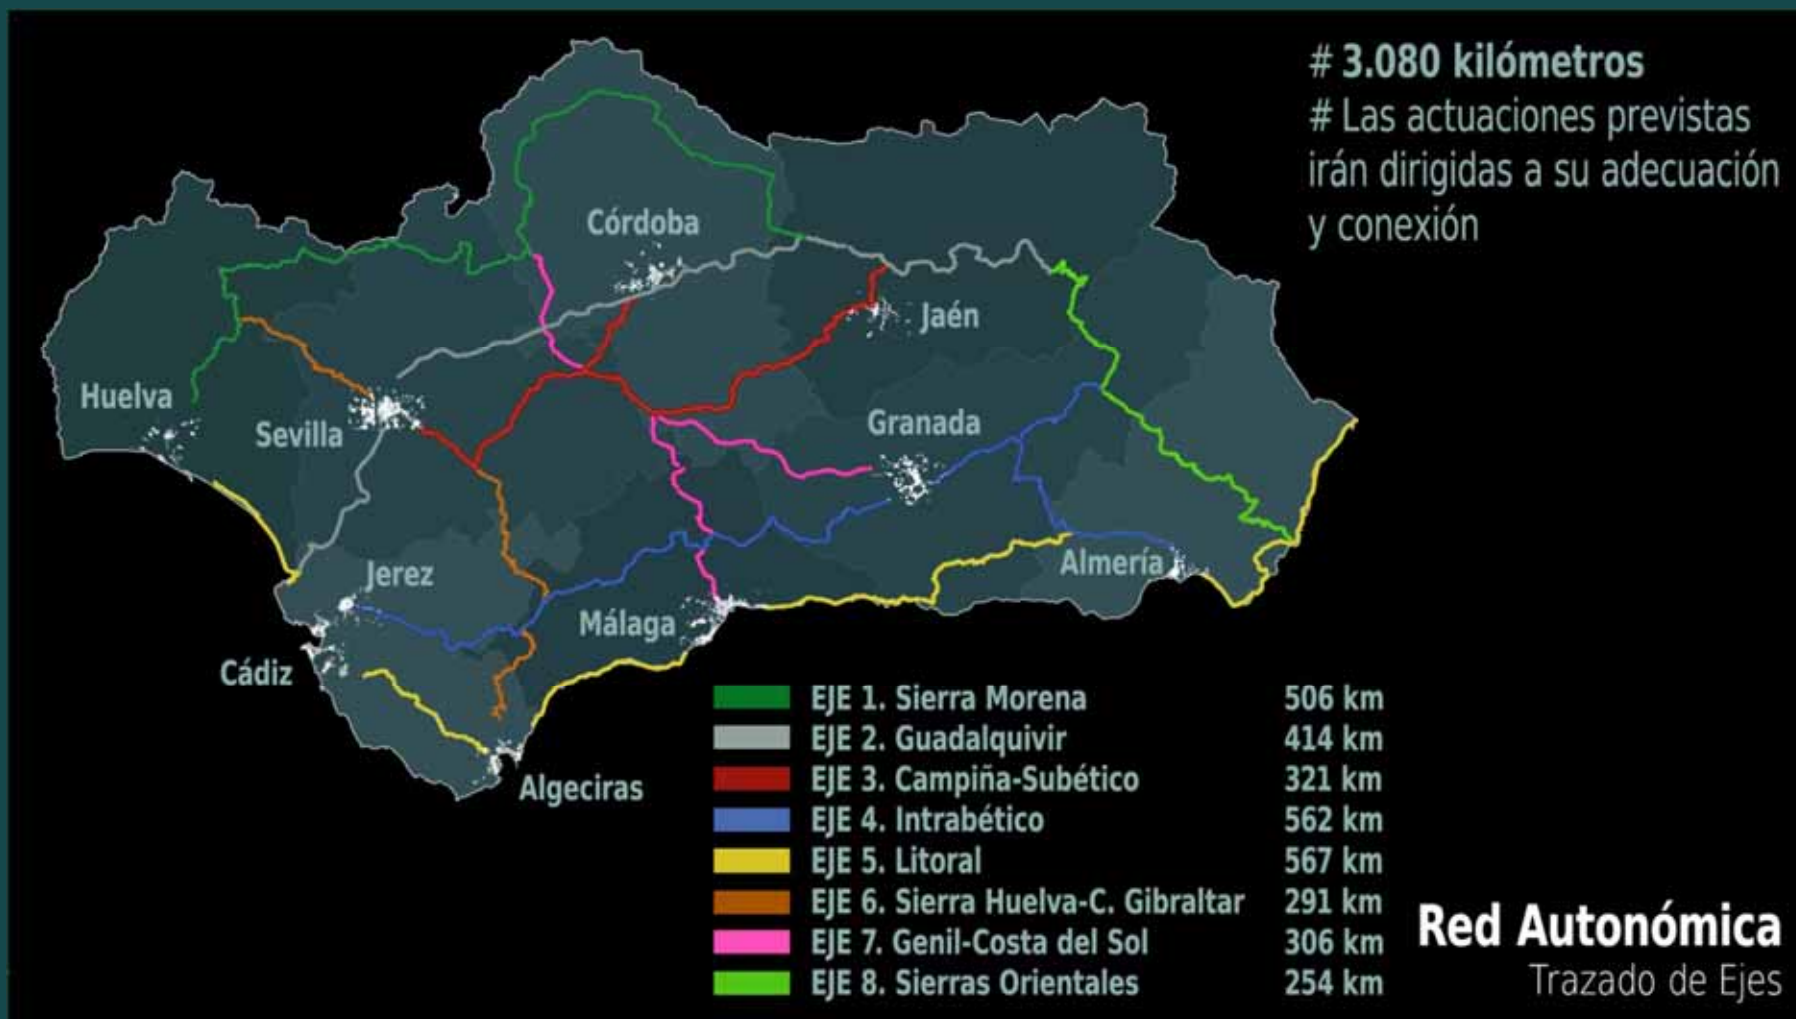 # 3.080 kilómetros
# Las actuaciones previstas
irán dirigidas a su adecuación
y conexión
Córdoba
Jaén
Huelva
Sevilla
Granada
Jerez
Almería
Málaga
Cádiz
Algeciras
EJE 1. Sierra Morena 506 km
EJE 2. Guadalquivir 414 km
EJE 3. Campiña-Subético 321 km
EJE 4. Intrabético 562 km
EJE 5. Litoral 567 km
EJE 6. Sierra Huelva-C. Gibraltar 291 km
EJE 7. Genil-Costa del Sol 306 km
EJE 8. Sierras Orientales 254 km
Red Autonómica
Trazado de Ejes